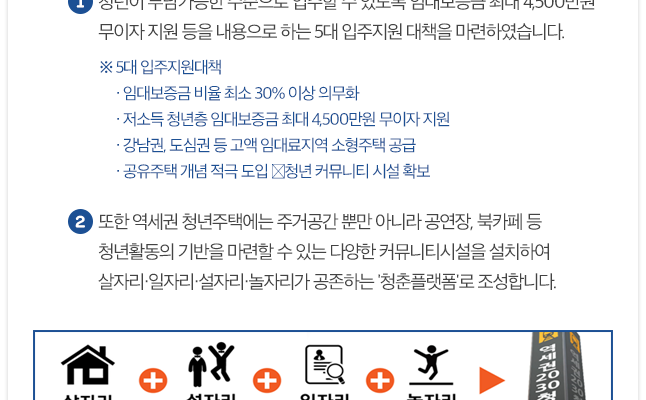 1 청년이 부담가능한 수준으로 입주할 수 있도록 임대보증금 최대 4,500만원
무이자 지원 등을 내용으로 하는 5대 입주지원 대책을 마련하였습니다.
※ 5대 입주지원대책
· 임대보증금 비율 최소 30% 이상 의무화
· 저소득 청년층 임대보증금 최대 4,500만원 무이자 지원
· 강남권, 도심권 등 고액 임대료지역 소형주택 공급
· 공유주택 개념 적극 도입 청년 커뮤니티 시설 확보
2 또한 역세권 청년주택에는 주거공간 뿐만 아니라 공연장, 북카페 등
청년활동의 기반을 마련할 수 있는 다양한 커뮤니티시설을 설치하여
살자리·일자리·설자리·놀자리가 공존하는 '청춘플랫폼'로 조성합니다.
살자리 설자리 일자리 놀자리
역세권 2030 청